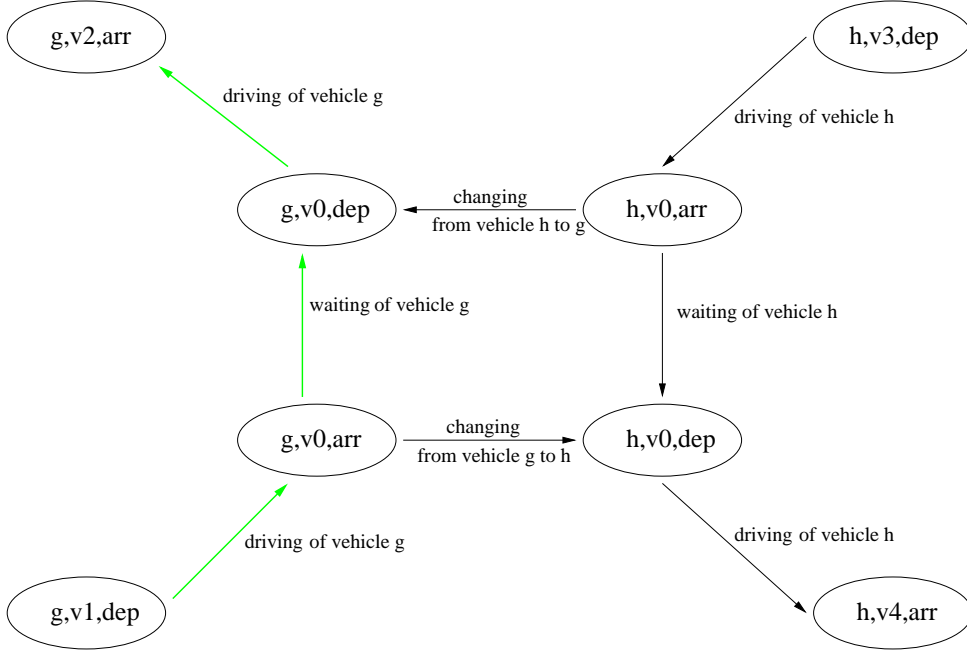 g,v2,arr
h,v3,dep
driving of vehicle g
driving of vehicle h
g,v0,dep
changing
from vehicle h to g
h,v0,arr
waiting of vehicle g
waiting of vehicle h
g,v0,arr
changing
from vehicle g to h
h,v0,dep
driving of vehicle g
driving of vehicle h
g,v1,dep
h,v4,arr